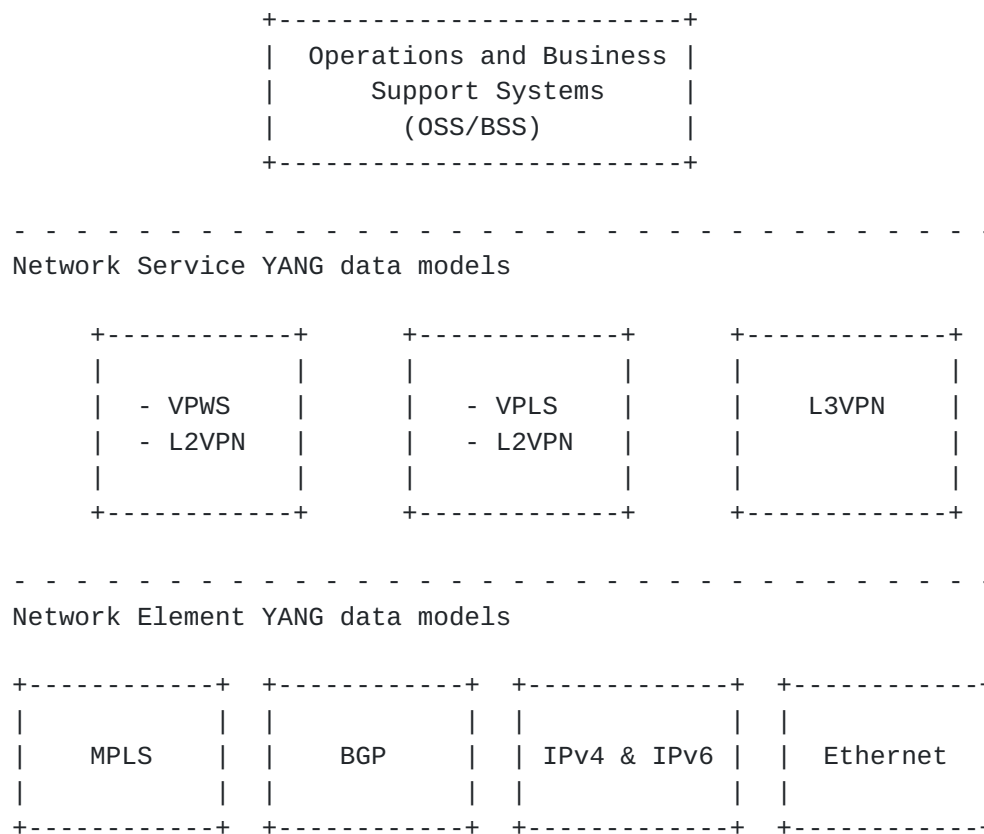 Operations and Business
Support Systems
(OSS/BSS)
Network Service YANG data models
- VPWS - VPLS L3VPN
- L2VPN - L2VPN
Network Element YANG data models
MPLS BGP IPv4 & IPv6 Ethernet